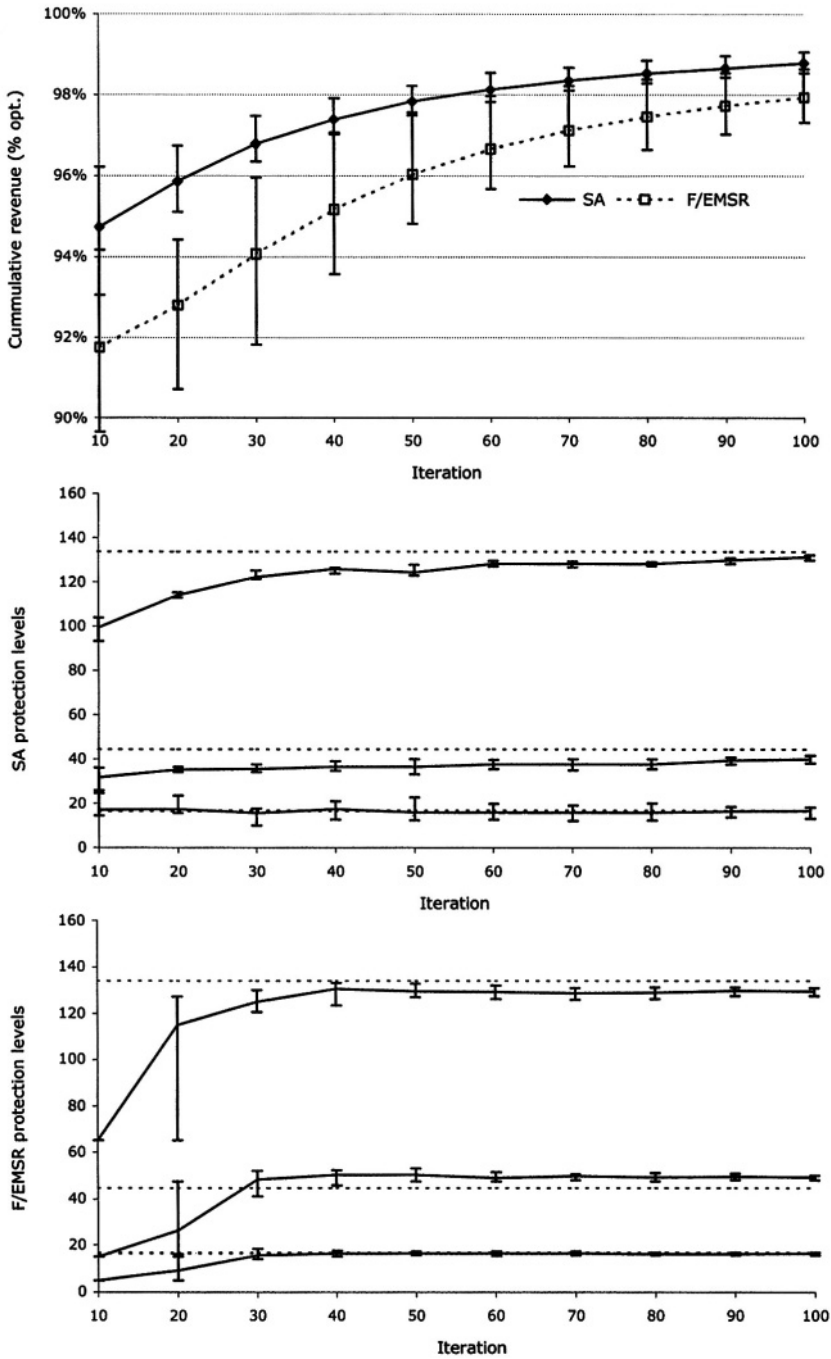 100%
98%
96%
94%
92%
90%
Cummulative revenue (% opt.)
SA
F/EMSR
10 20 30 40 50 60 70 80 90 100
Iteration
160
140
120
100
80
60
40
20
0
SA protection levels
10 20 30 40 50 60 70 80 90 100
Iteration
160
140
120
100
80
60
40
20
0
F/EMSR protection levels
10 20 30 40 50 60 70 80 90 100
Iteration